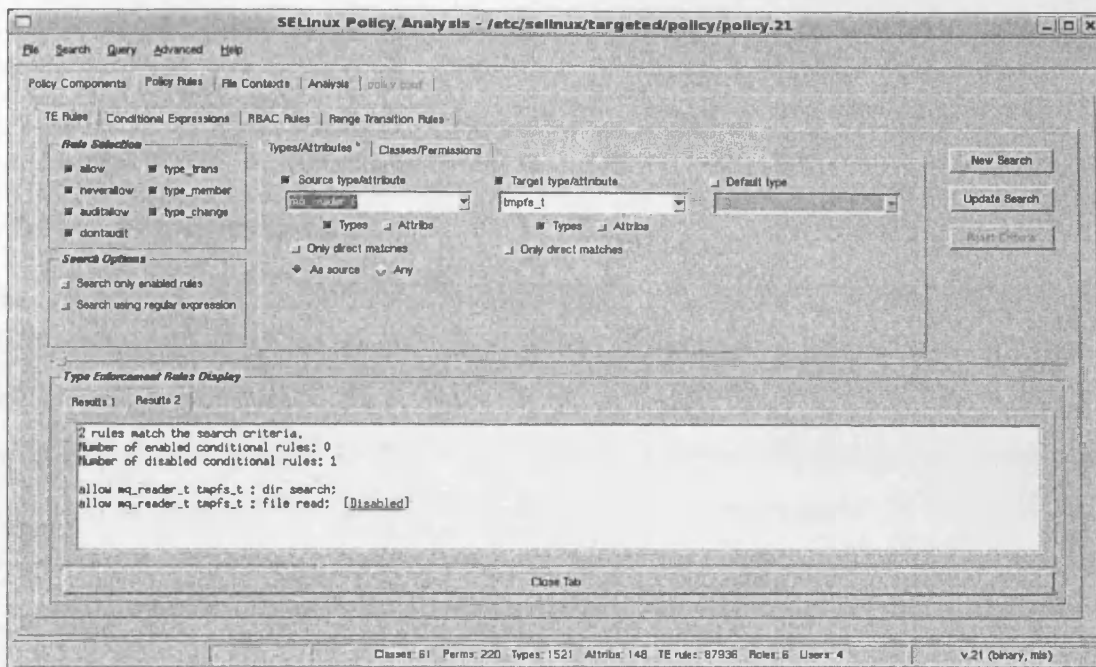 SELinux Policy Analysis - /etc/selinux/targeted/policy/policy.21
File Search Query Advanced Help
Policy Components Policy Rules File Contexts Analysis policy.conf
TE Rules Conditional Expressions RBAC Rules Range Transition Rules
Rule Selection
allow type_trans
neverallow type_member
auditallow type_change
dontaudit
Search Options
Search only enabled rules
Search using regular expression
Types/Attributes * Classes/Permissions
Source type/attribute Target type/attribute Default type
mq_reader_t tmpfs_t
Types Attribs Types Attribs
Only direct matches Only direct matches
As source Any
New Search
Update Search
Reset Criteria
Type Enforcement Rules Display
Results 1 Results 2
2 rules match the search criteria.
Number of enabled conditional rules: 0
Number of disabled conditional rules: 1
allow mq_reader_t tmpfs_t : dir search;
allow mq_reader_t tmpfs_t : file read; [Disabled]
Close Tab
Classes: 61 Perms: 220 Types: 1521 Attribs: 148 TE rules: 87936 Roles: 6 Users: 4 v.21 (binary, mls)